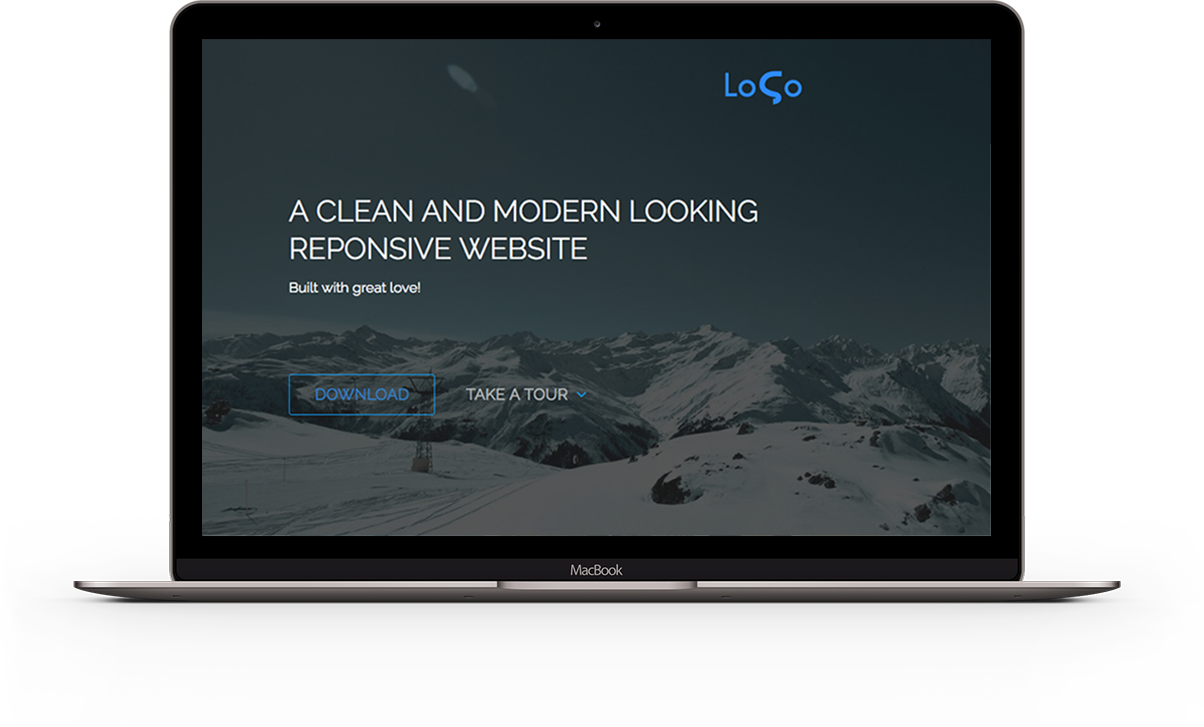 LoGo
A CLEAN AND MODERN LOOKING
REPONSIVE WEBSITE
Built with great love!
DOWNLOAD
TAKE A TOUR
MacBook